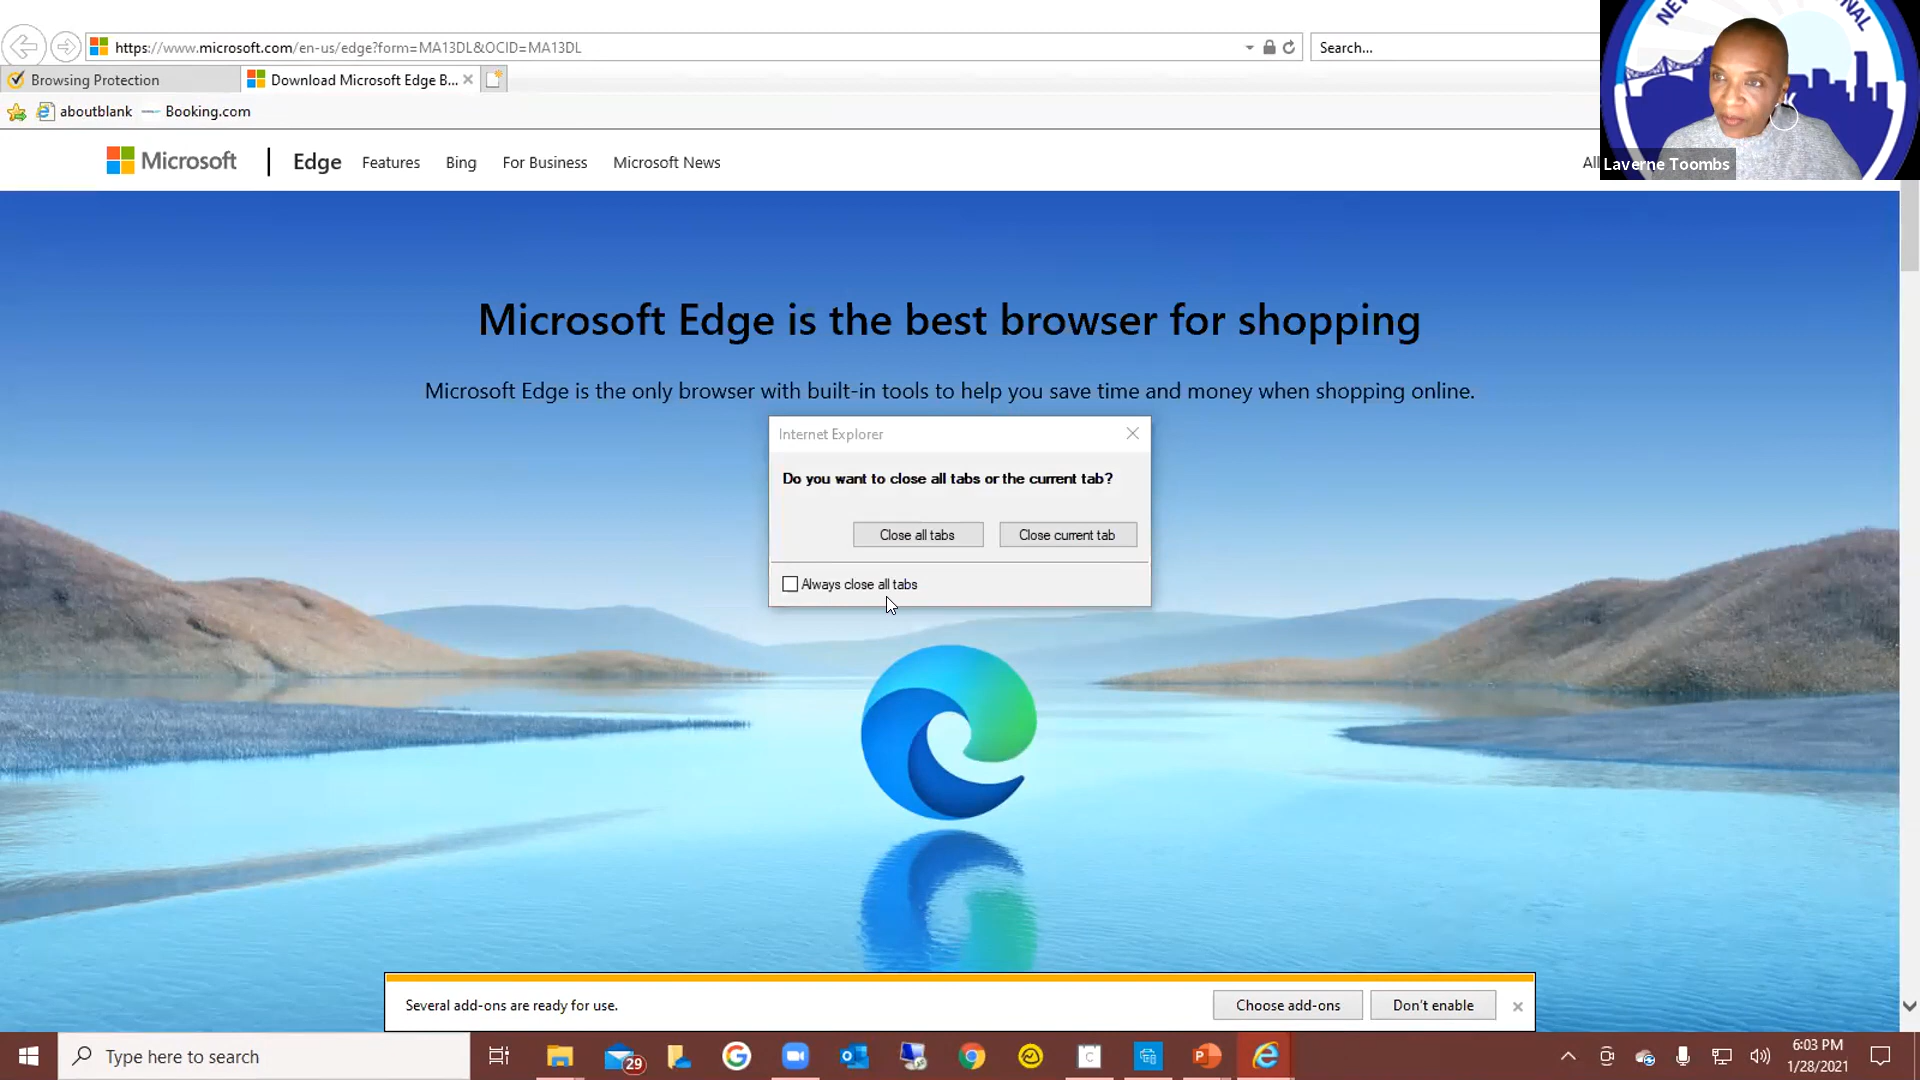 https://www.microsoft.com/en-us/edge?form=MA13DL&OCID=MA13DL
Search...
Browsing Protection
Download Microsoft Edge B...
aboutblank
Booking.com
Microsoft
Edge
Features
Bing
For Business
Microsoft News
All
Laverne Toombs
Microsoft Edge is the best browser for shopping
Microsoft Edge is the only browser with built-in tools to help you save time and money when shopping online.
Internet Explorer
Do you want to close all tabs or the current tab?
Close all tabs
Close current tab
Always close all tabs
Several add-ons are ready for use.
Choose add-ons
Don't enable
Type here to search
29
6:03 PM
1/28/2021